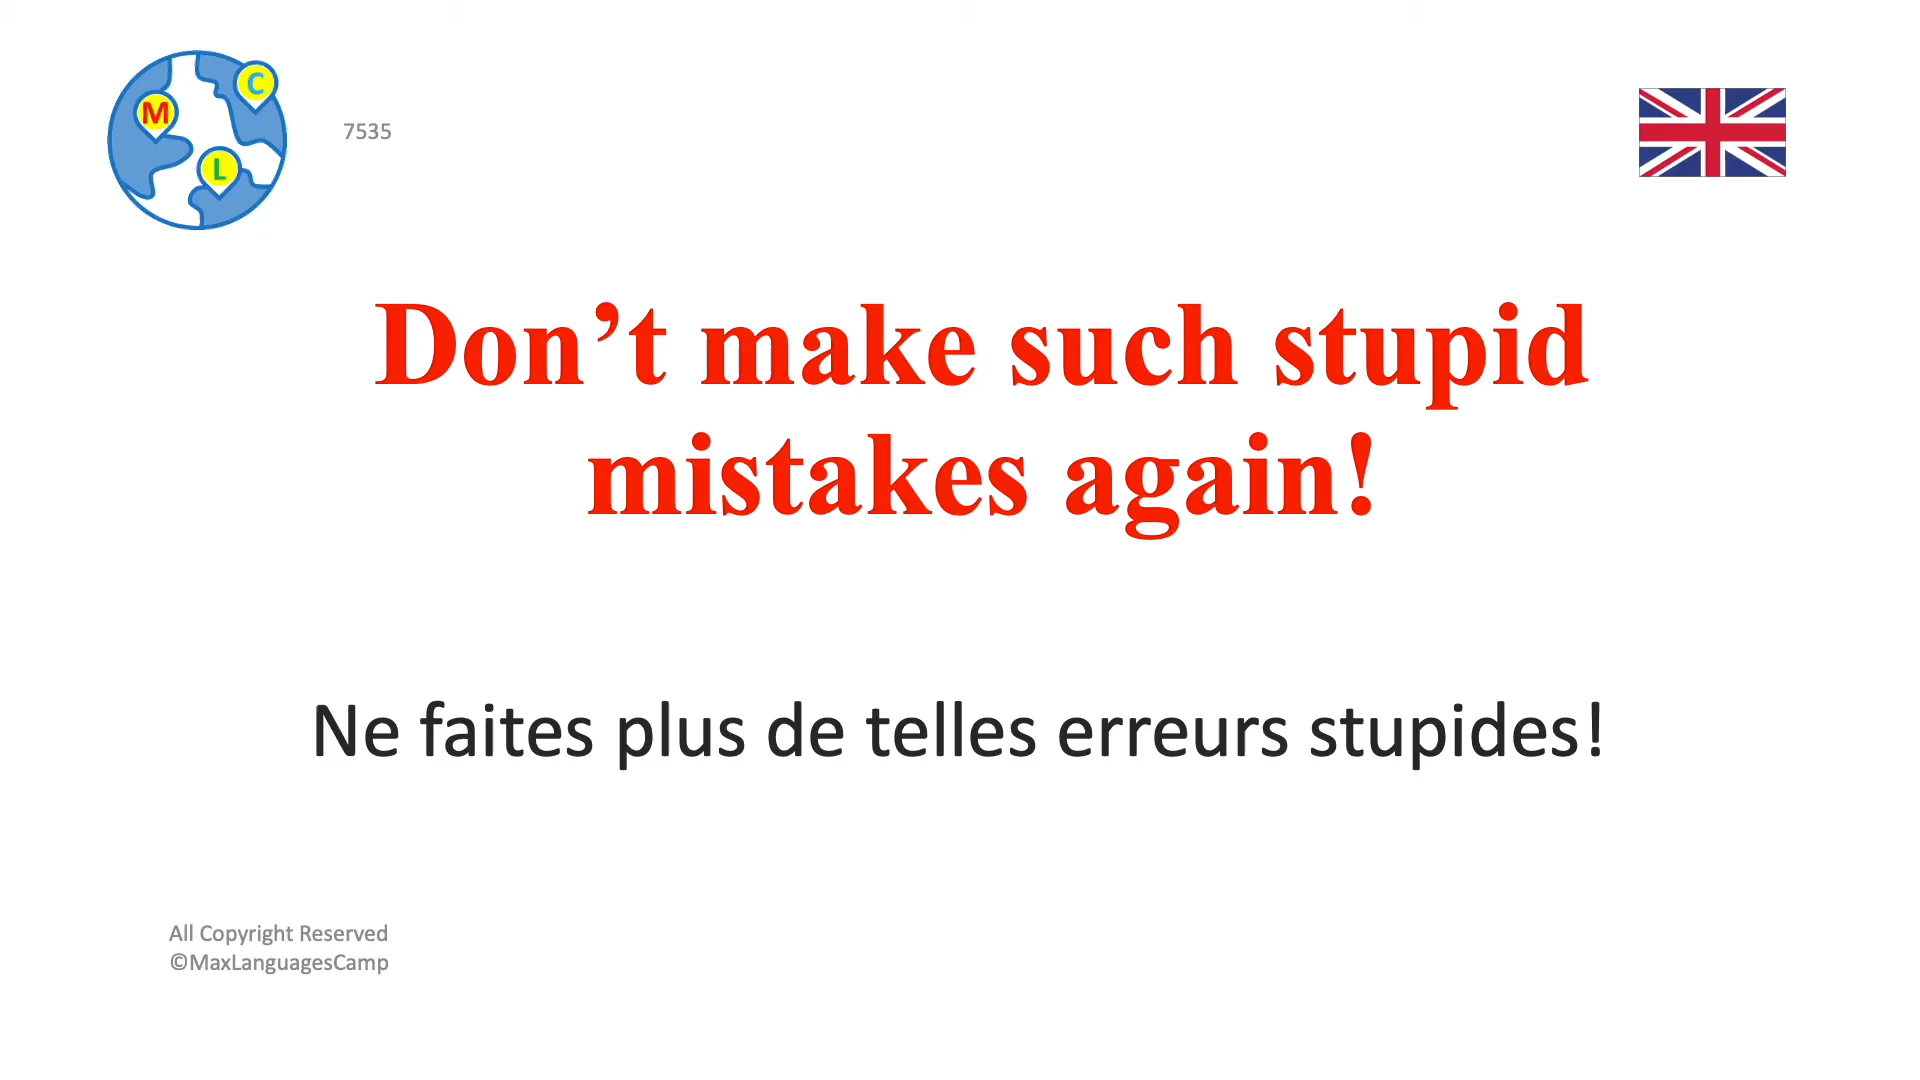 M
C
L
7535
Don’t make such stupid
mistakes again!
Ne faites plus de telles erreurs stupides!
All Copyright Reserved
©MaxLanguagesCamp